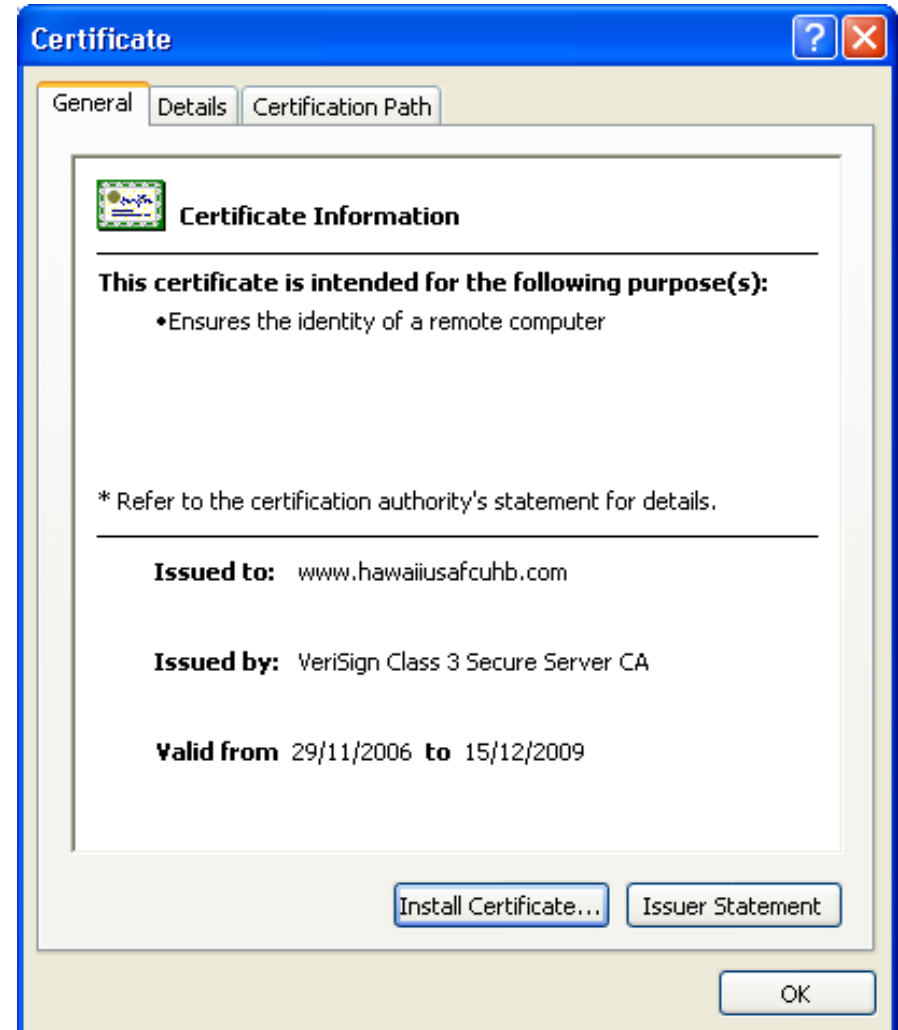 Certificate
General Details Certification Path
Certificate Information
This certificate is intended for the following purpose(s):
•Ensures the identity of a remote computer
* Refer to the certification authority's statement for details.
Issued to: www.hawaiiusafcuhb.com
Issued by: VeriSign Class 3 Secure Server CA
Valid from 29/11/2006 to 15/12/2009
Install Certificate... Issuer Statement
OK